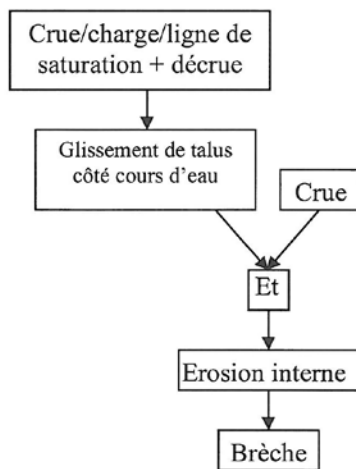 Crue/charge/ligne de
saturation + décrue
Glissement de talus
côté cours d'eau
Crue
Et
Erosion interne
Brèche